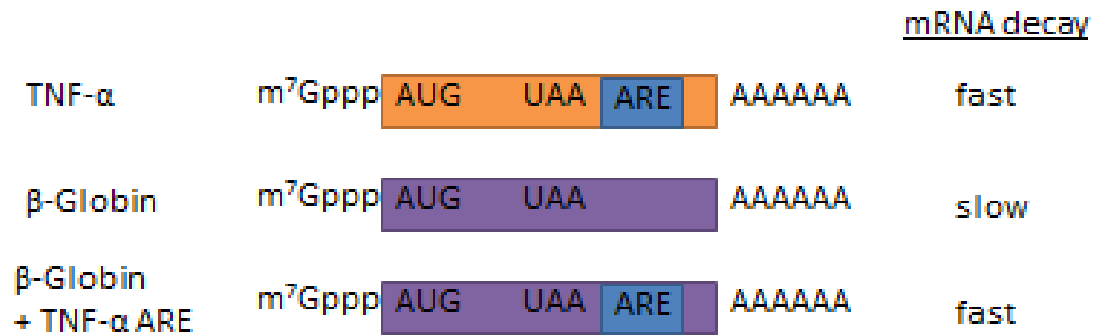 mRNA decay
TNF-α m⁷Gppp AUG UAA ARE AAAAAA fast
β-Globin m⁷Gppp AUG UAA AAAAAA slow
β-Globin
+ TNF-α ARE m⁷Gppp AUG UAA ARE AAAAAA fast